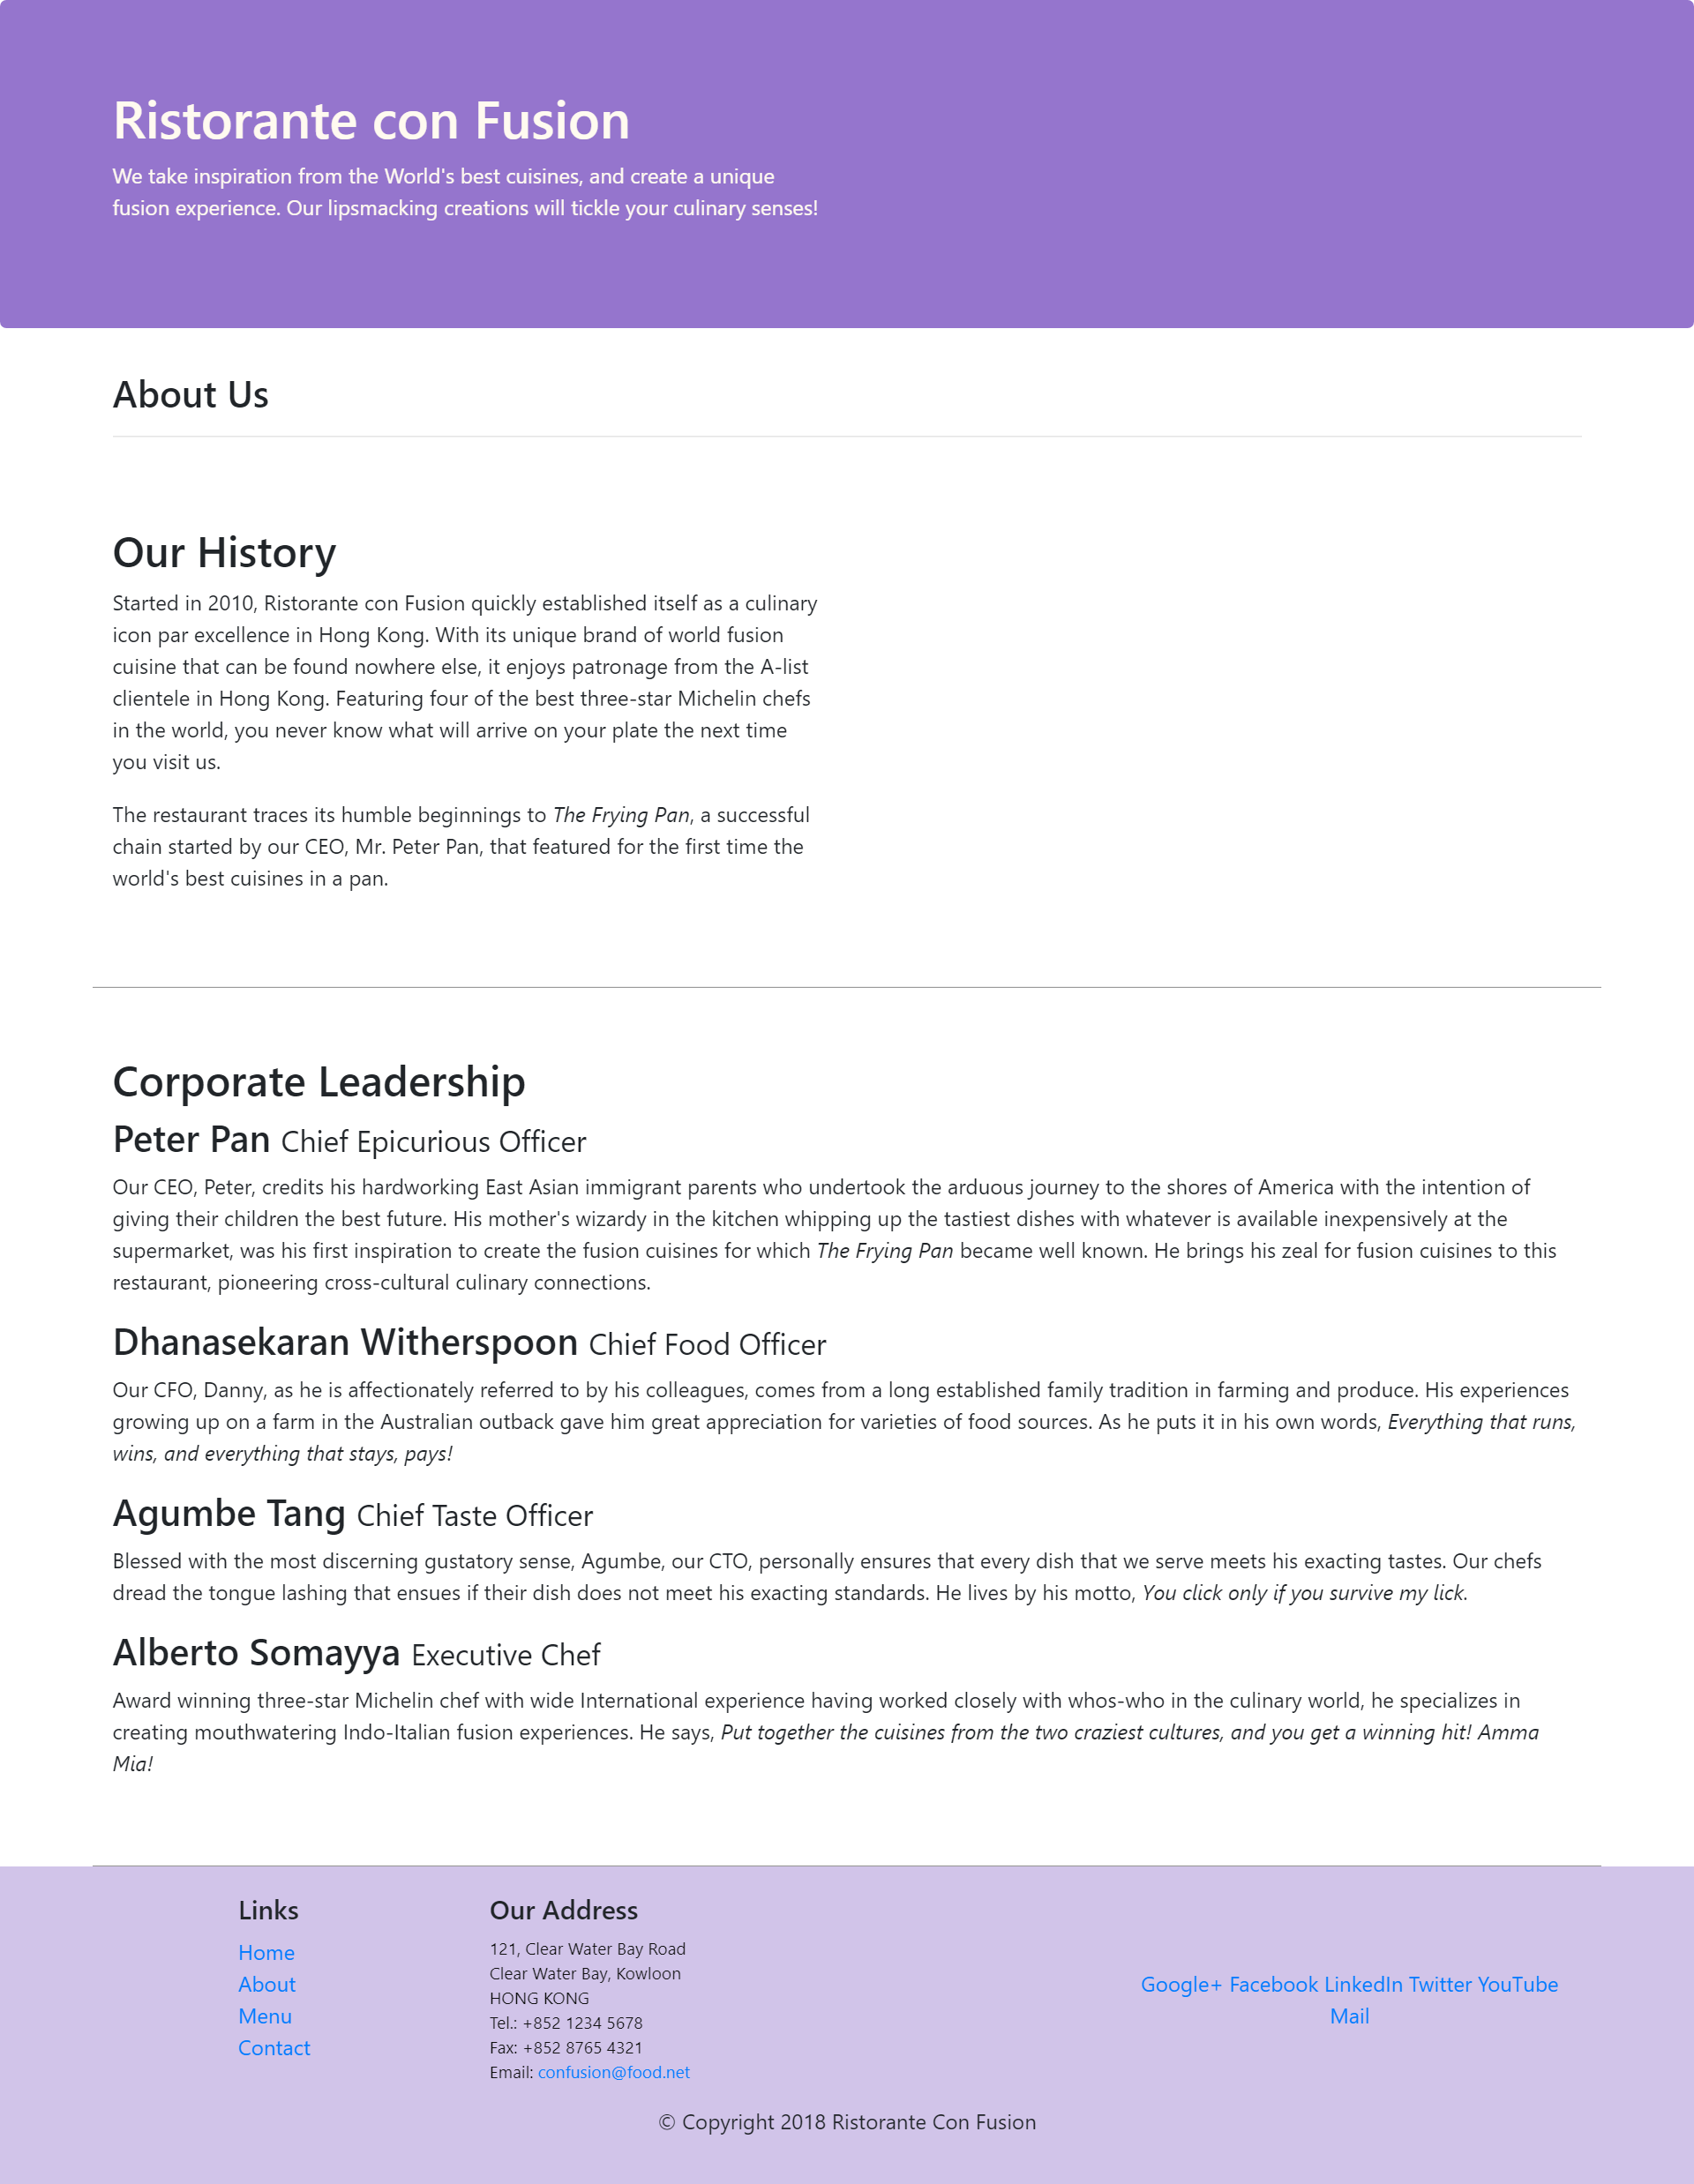 Ristorante con Fusion
We take inspiration from the World's best cuisines, and create a unique
fusion experience. Our lipsmacking creations will tickle your culinary senses!
About Us
Our History
Started in 2010, Ristorante con Fusion quickly established itself as a culinary
icon par excellence in Hong Kong. With its unique brand of world fusion
cuisine that can be found nowhere else, it enjoys patronage from the A-list
clientele in Hong Kong. Featuring four of the best three-star Michelin chefs
in the world, you never know what will arrive on your plate the next time
you visit us.
The restaurant traces its humble beginnings to The Frying Pan, a successful
chain started by our CEO, Mr. Peter Pan, that featured for the first time the
world's best cuisines in a pan.
Corporate Leadership
Peter Pan Chief Epicurious Officer
Our CEO, Peter, credits his hardworking East Asian immigrant parents who undertook the arduous journey to the shores of America with the intention of
giving their children the best future. His mother's wizardy in the kitchen whipping up the tastiest dishes with whatever is available inexpensively at the
supermarket, was his first inspiration to create the fusion cuisines for which The Frying Pan became well known. He brings his zeal for fusion cuisines to this
restaurant, pioneering cross-cultural culinary connections.
Dhanasekaran Witherspoon Chief Food Officer
Our CFO, Danny, as he is affectionately referred to by his colleagues, comes from a long established family tradition in farming and produce. His experiences
growing up on a farm in the Australian outback gave him great appreciation for varieties of food sources. As he puts it in his own words, Everything that runs,
wins, and everything that stays, pays!
Agumbe Tang Chief Taste Officer
Blessed with the most discerning gustatory sense, Agumbe, our CTO, personally ensures that every dish that we serve meets his exacting tastes. Our chefs
dread the tongue lashing that ensues if their dish does not meet his exacting standards. He lives by his motto, You click only if you survive my lick.
Alberto Somayya Executive Chef
Award winning three-star Michelin chef with wide International experience having worked closely with whos-who in the culinary world, he specializes in
creating mouthwatering Indo-Italian fusion experiences. He says, Put together the cuisines from the two craziest cultures, and you get a winning hit! Amma
Mia!
Links
Home
About
Menu
Contact
Our Address
121, Clear Water Bay Road
Clear Water Bay, Kowloon
HONG KONG
Tel.: +852 1234 5678
Fax: +852 8765 4321
Email: confusion@food.net
Google+ Facebook LinkedIn Twitter YouTube
Mail
© Copyright 2018 Ristorante Con Fusion